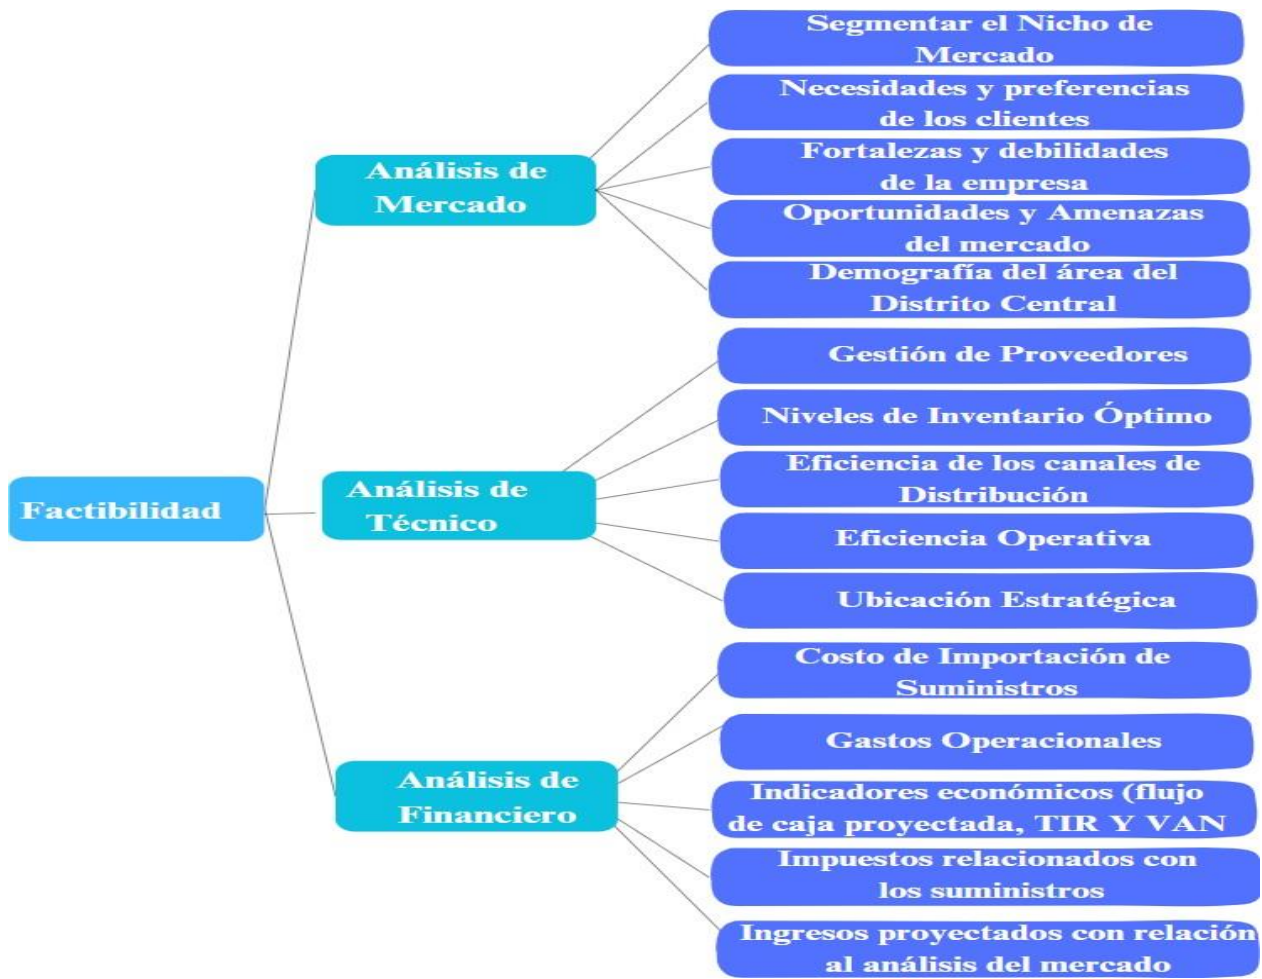 Factibilidad
Análisis de
Mercado
Segmentar el Nicho de
Mercado
Necesidades y preferencias
de los clientes
Fortalezas y debilidades
de la empresa
Oportunidades y Amenazas
del mercado
Demografía del área del
Distrito Central
Análisis de
Técnico
Gestión de Proveedores
Niveles de Inventario Óptimo
Eficiencia de los canales de
Distribución
Eficiencia Operativa
Ubicación Estratégica
Análisis de
Financiero
Costo de Importación de
Suministros
Gastos Operacionales
Indicadores económicos (flujo
de caja proyectada, TIR Y VAN
Impuestos relacionados con
los suministros
Ingresos proyectados con relación
al análisis del mercado